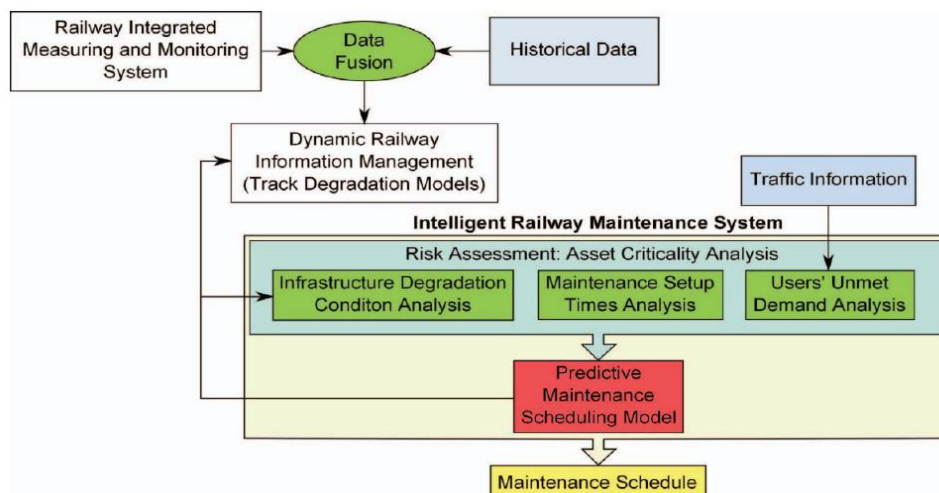 Railway Integrated
Measuring and Monitoring
System
Data
Fusion
Historical Data
Dynamic Railway
Information Management
(Track Degradation Models)
Traffic Information
Intelligent Railway Maintenance System
Risk Assessment: Asset Criticality Analysis
Infrastructure Degradation
Conditon Analysis
Maintenance Setup
Times Analysis
Users' Unmet
Demand Analysis
Predictive
Maintenance
Scheduling Model
Maintenance Schedule